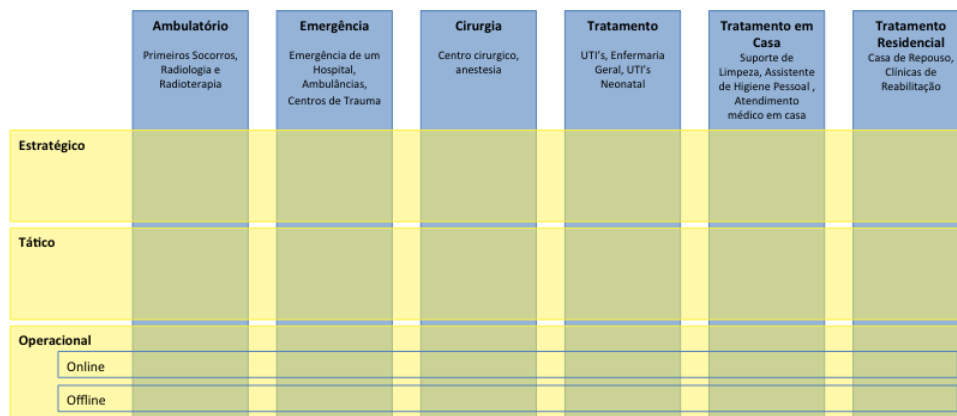 Ambulatório
Primeiros Socorros,
Radiologia e
Radioterapia
Emergência
Emergência de um
Hospital,
Ambulâncias,
Centros de Trauma
Cirurgia
Centro cirurgico,
anestesia
Tratamento
UTI's, Enfermaria
Geral, UTI's
Neonatal
Tratamento em
Casa
Suporte de
Limpeza, Assistente
de Higiene Pessoal ,
Atendimento
médico em casa
Tratamento
Residencial
Casa de Repouso,
Clínicas de
Reabilitação
Estratégico
Tático
Operacional
Online
Offline